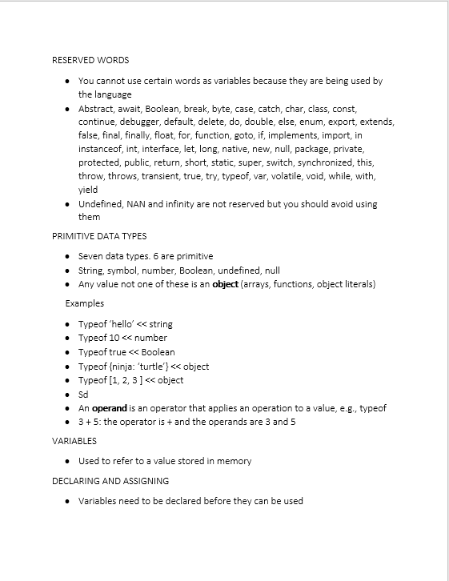 RESERVED WORDS
• You cannot use certain words as variables because they are being used by
the language
• Abstract, await, Boolean, break, byte, case, catch, char, class, const,
continue, debugger, default, delete, do, double, else, enum, export, extends,
false, final, finally, float, for, function, goto, if, implements, import, in
instanceof, int, interface, let, long, native, new, null, package, private,
protected, public, return, short, static, super, switch, synchronized, this,
throw, throws, transient, true, try, typeof, var, volatile, void, while, with,
yield
• Undefined, NAN and infinity are not reserved but you should avoid using
them
PRIMITIVE DATA TYPES
• Seven data types. 6 are primitive
• String, symbol, number, Boolean, undefined, null
• Any value not one of these is an object (arrays, functions, object literals)
Examples
• Typeof 'hello' << string
• Typeof 10 << number
• Typeof true << Boolean
• Typeof {ninja: 'turtle'} << object
• Typeof [1, 2, 3 ] << object
• Sd
• An operand is an operator that applies an operation to a value, e.g., typeof
• 3 + 5: the operator is + and the operands are 3 and 5
VARIABLES
• Used to refer to a value stored in memory
DECLARING AND ASSIGNING
• Variables need to be declared before they can be used